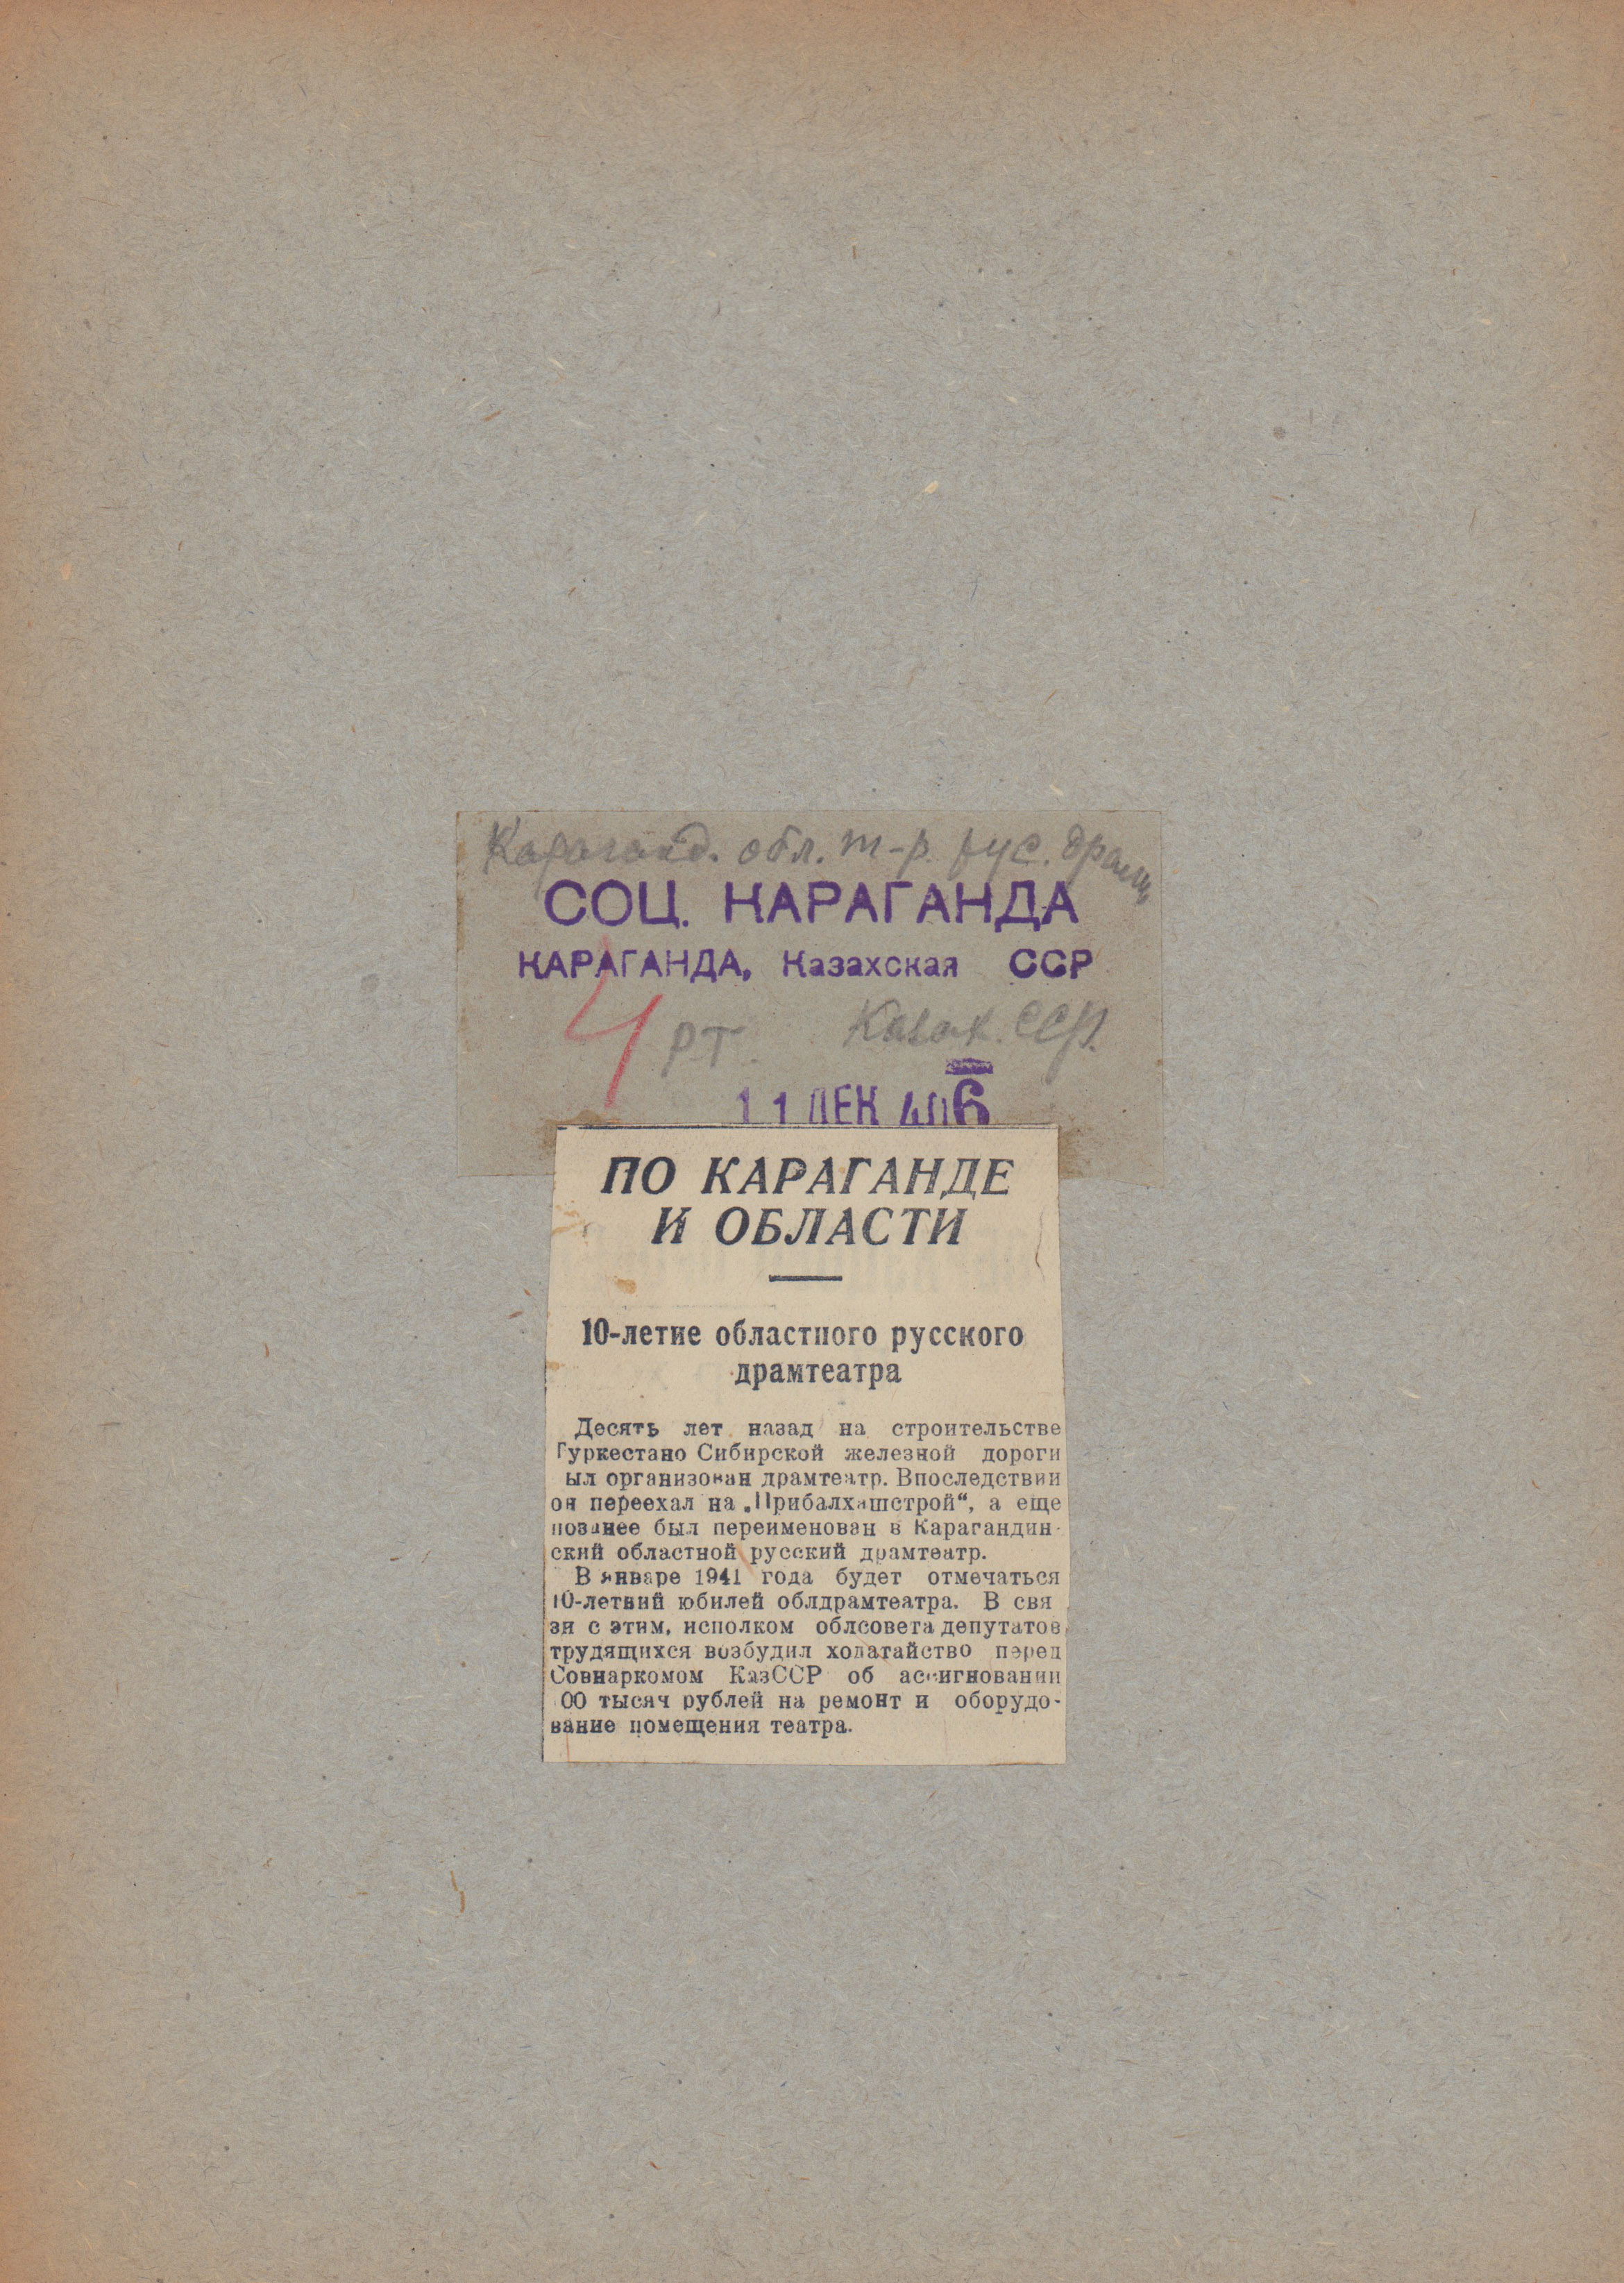 Караганд. обл. т-р. рус. драмы
СОЦ. КАРАГАНДА
КАРАГАНДА, Казахская ССР
4 РТ. Казах. ССР.
11 ДЕК 40 6
ПО КАРАГАНДЕ
И ОБЛАСТИ
10-летие областного русского
драмтеатра
Десять лет назад на строительстве
Туркестано Сибирской железной дороги
ыл организован драмтеатр. Впоследствии
он переехал на „Прибалхашстрой“, а еще
позднее был переименован в Карагандин-
ский областной русский драмтеатр.
В январе 1941 года будет отмечаться
10-летний юбилей облдрамтеатра. В свя
зи с этим, исполком облсовета депутатов
трудящихся возбудил ходатайство перед
Совнаркомом КазССР об ассигновании
00 тысяч рублей на ремонт и оборудо-
вание помещения театра.